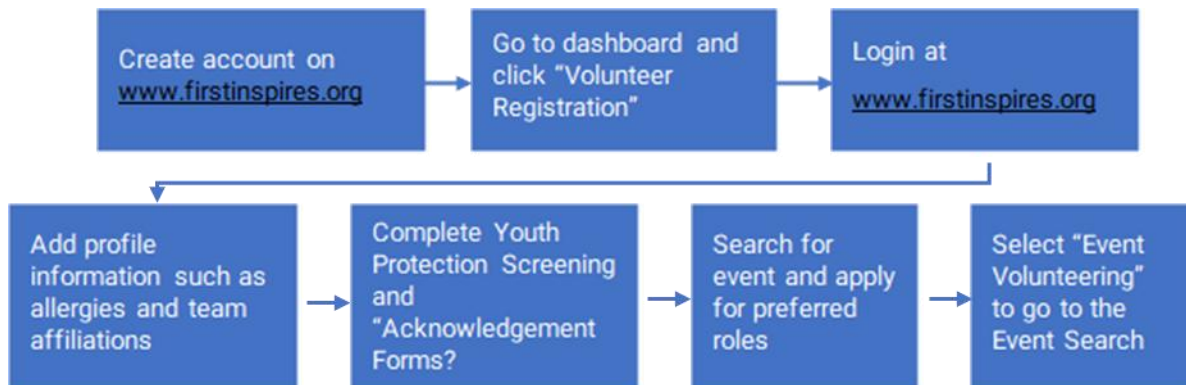 Create account on
www.firstinspires.org
Go to dashboard and
click “Volunteer
Registration”
Login at
www.firstinspires.org
Add profile
information such as
allergies and team
affiliations
Complete Youth
Protection Screening
and
“Acknowledgement
Forms?
Search for
event and apply
for preferred
roles
Select “Event
Volunteering”
to go to the
Event Search